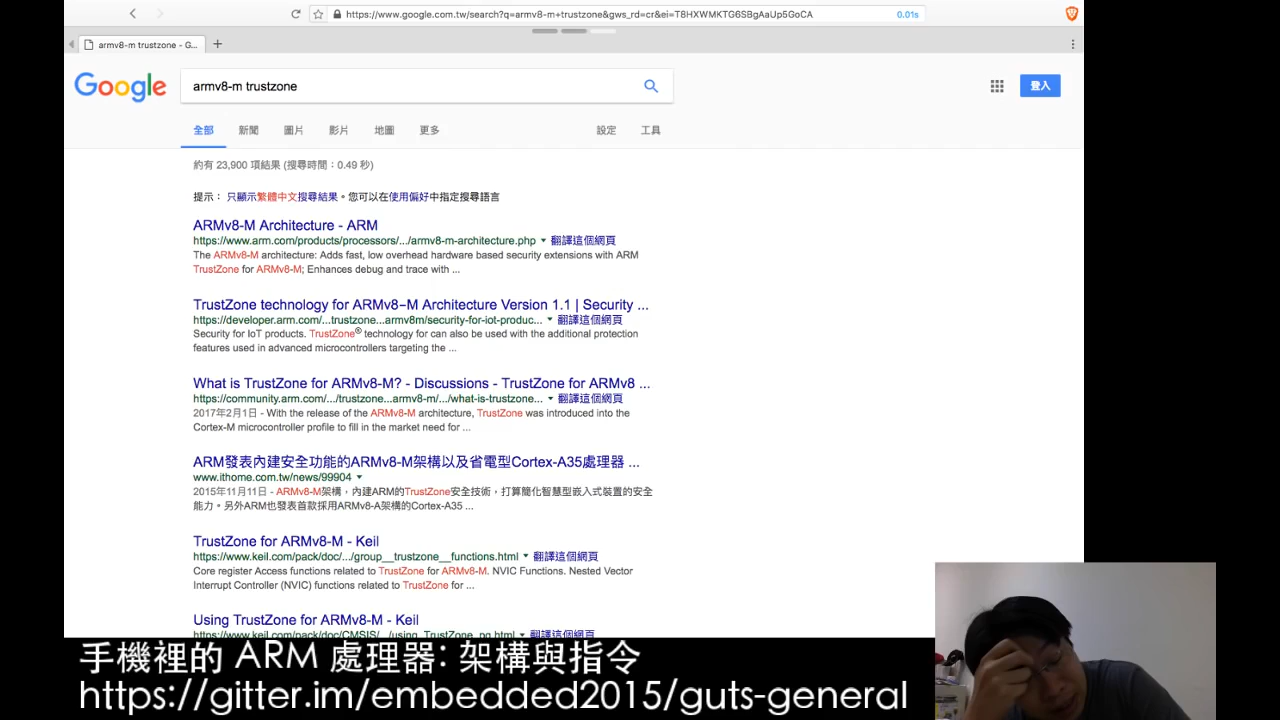 https://www.google.com.tw/search?q=armv8-m+trustzone&gws_rd=cr&ei=T8HXWMKTG6SBgAaUp5GoCA
0.01s
armv8-m trustzone - G...
Google
armv8-m trustzone
登入
全部 新聞 圖片 影片 地圖 更多 設定 工具
約有 23,900 項結果 (搜尋時間：0.49 秒)
提示： 只顯示繁體中文搜尋結果。您可以在使用偏好中指定搜尋語言
ARMv8-M Architecture - ARM
https://www.arm.com/products/processors/.../armv8-m-architecture.php 翻譯這個網頁
The ARMv8-M architecture: Adds fast, low overhead hardware based security extensions with ARM
TrustZone for ARMv8-M; Enhances debug and trace with ...
TrustZone technology for ARMv8–M Architecture Version 1.1 | Security ...
https://developer.arm.com/...trustzone...armv8m/security-for-iot-produc... 翻譯這個網頁
Security for IoT products. TrustZone® technology for can also be used with the additional protection
features used in advanced microcontrollers targeting the ...
What is TrustZone for ARMv8-M? - Discussions - TrustZone for ARMv8 ...
https://community.arm.com/.../trustzone...armv8-m/.../what-is-trustzone... 翻譯這個網頁
2017年2月1日 - With the release of the ARMv8-M architecture, TrustZone was introduced into the
Cortex-M microcontroller profile to fill in the market need for ...
ARM發表內建安全功能的ARMv8-M架構以及省電型Cortex-A35處理器 ...
www.ithome.com.tw/news/99904
2015年11月11日 - ARMv8-M架構，內建ARM的TrustZone安全技術，打算簡化智慧型嵌入式裝置的安全
能力。另外ARM也發表首款採用ARMv8-A架構的Cortex-A35 ...
TrustZone for ARMv8-M - Keil
https://www.keil.com/pack/doc/.../group__trustzone__functions.html 翻譯這個網頁
Core register Access functions related to TrustZone for ARMv8-M. NVIC Functions. Nested Vector
Interrupt Controller (NVIC) functions related to TrustZone for ...
Using TrustZone for ARMv8-M - Keil
https://www.keil.com/pack/doc/CMSIS/.../using_TrustZone_pg.html 翻譯這個網頁
手機裡的 ARM 處理器: 架構與指令
https://gitter.im/embedded2015/guts-general